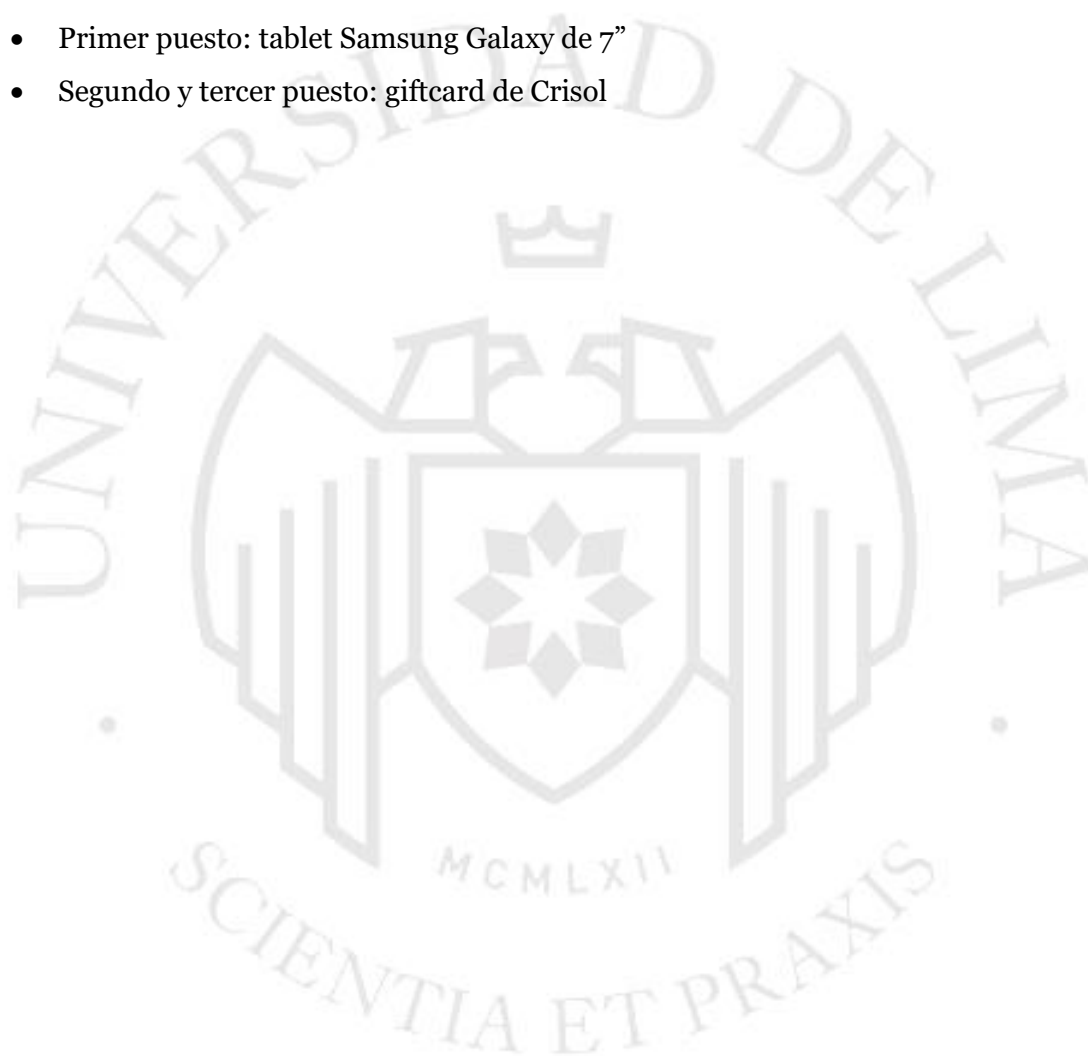 • Primer puesto: tablet Samsung Galaxy de 7”
• Segundo y tercer puesto: giftcard de Crisol
UNIVERSIDAD DE LIMA
MCMLXII
SCIENTIA ET PRAXIS